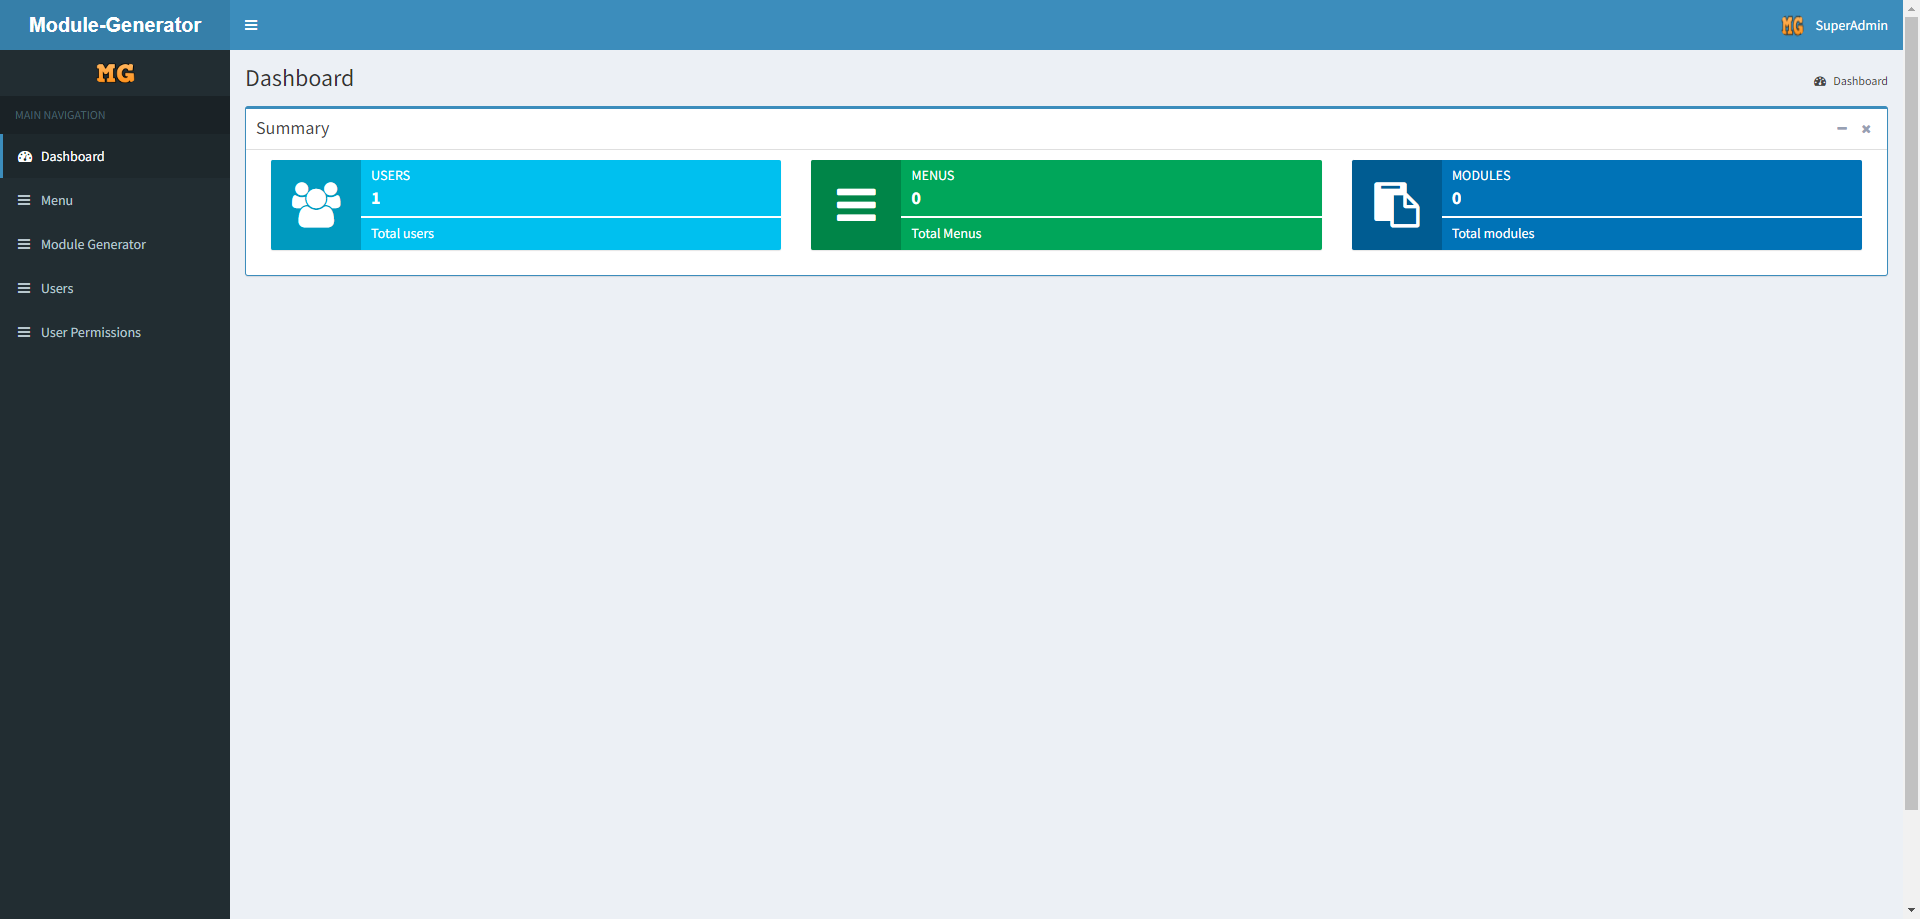 Module-Generator
MG SuperAdmin
MG
MAIN NAVIGATION
Dashboard
Menu
Module Generator
Users
User Permissions
Dashboard
Dashboard
Summary
USERS
1
Total users
MENUS
0
Total Menus
MODULES
0
Total modules